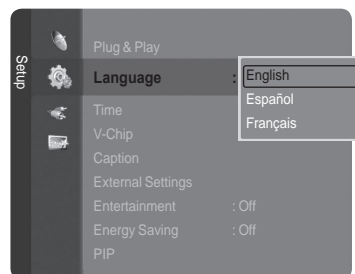 Setup
Plug & Play
Language : English
Español
Français
Time
V-Chip
Caption
External Settings
Entertainment : Off
Energy Saving : Off
PIP